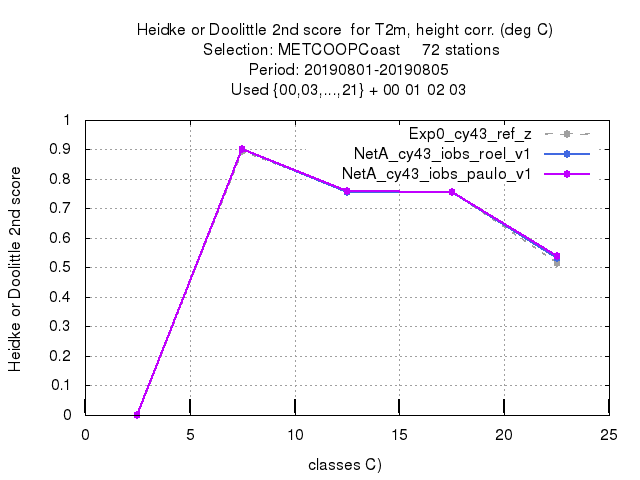 Heidke or Doolittle 2nd score  for T2m, height corr. (deg C)
Selection: METCOOPCoast     72 stations
Period: 20190801-20190805
Used {00,03,...,21} + 00 01 02 03
Heidke or Doolittle 2nd score
1
0.9
0.8
0.7
0.6
0.5
0.4
0.3
0.2
0.1
0
Exp0_cy43_ref_z
NetA_cy43_iobs_roel_v1
NetA_cy43_iobs_paulo_v1
0 5 10 15 20 25
classes C)